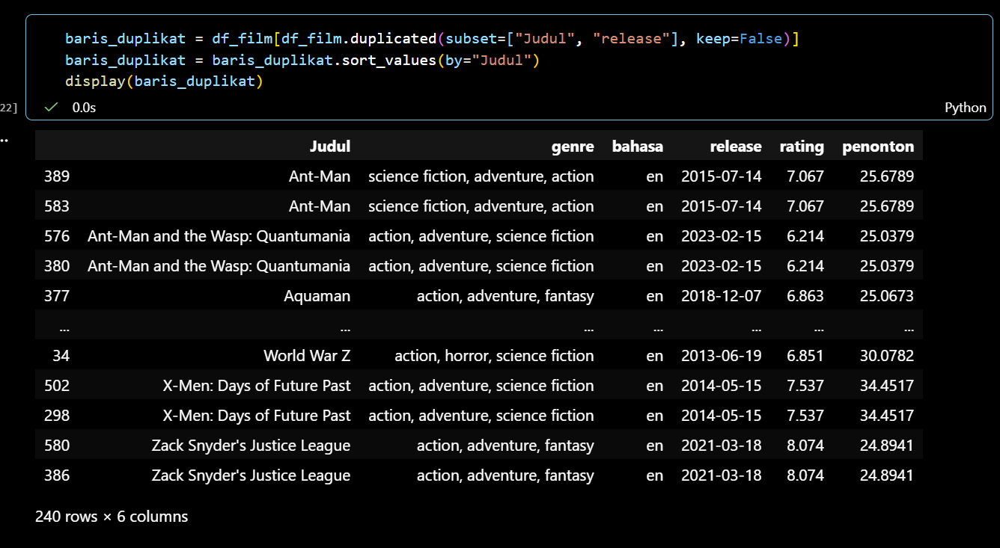 baris_duplikat = df_film[df_film.duplicated(subset=["Judul", "release"], keep=False)]
baris_duplikat = baris_duplikat.sort_values(by="Judul")
display(baris_duplikat)
22] 0.0s Python
..
Judul genre bahasa release rating penonton
389 Ant-Man science fiction, adventure, action en 2015-07-14 7.067 25.6789
583 Ant-Man science fiction, adventure, action en 2015-07-14 7.067 25.6789
576 Ant-Man and the Wasp: Quantumania action, adventure, science fiction en 2023-02-15 6.214 25.0379
380 Ant-Man and the Wasp: Quantumania action, adventure, science fiction en 2023-02-15 6.214 25.0379
377 Aquaman action, adventure, fantasy en 2018-12-07 6.863 25.0673
... ... ... ... ... ... ...
34 World War Z action, horror, science fiction en 2013-06-19 6.851 30.0782
502 X-Men: Days of Future Past action, adventure, science fiction en 2014-05-15 7.537 34.4517
298 X-Men: Days of Future Past action, adventure, science fiction en 2014-05-15 7.537 34.4517
580 Zack Snyder's Justice League action, adventure, fantasy en 2021-03-18 8.074 24.8941
386 Zack Snyder's Justice League action, adventure, fantasy en 2021-03-18 8.074 24.8941
240 rows × 6 columns